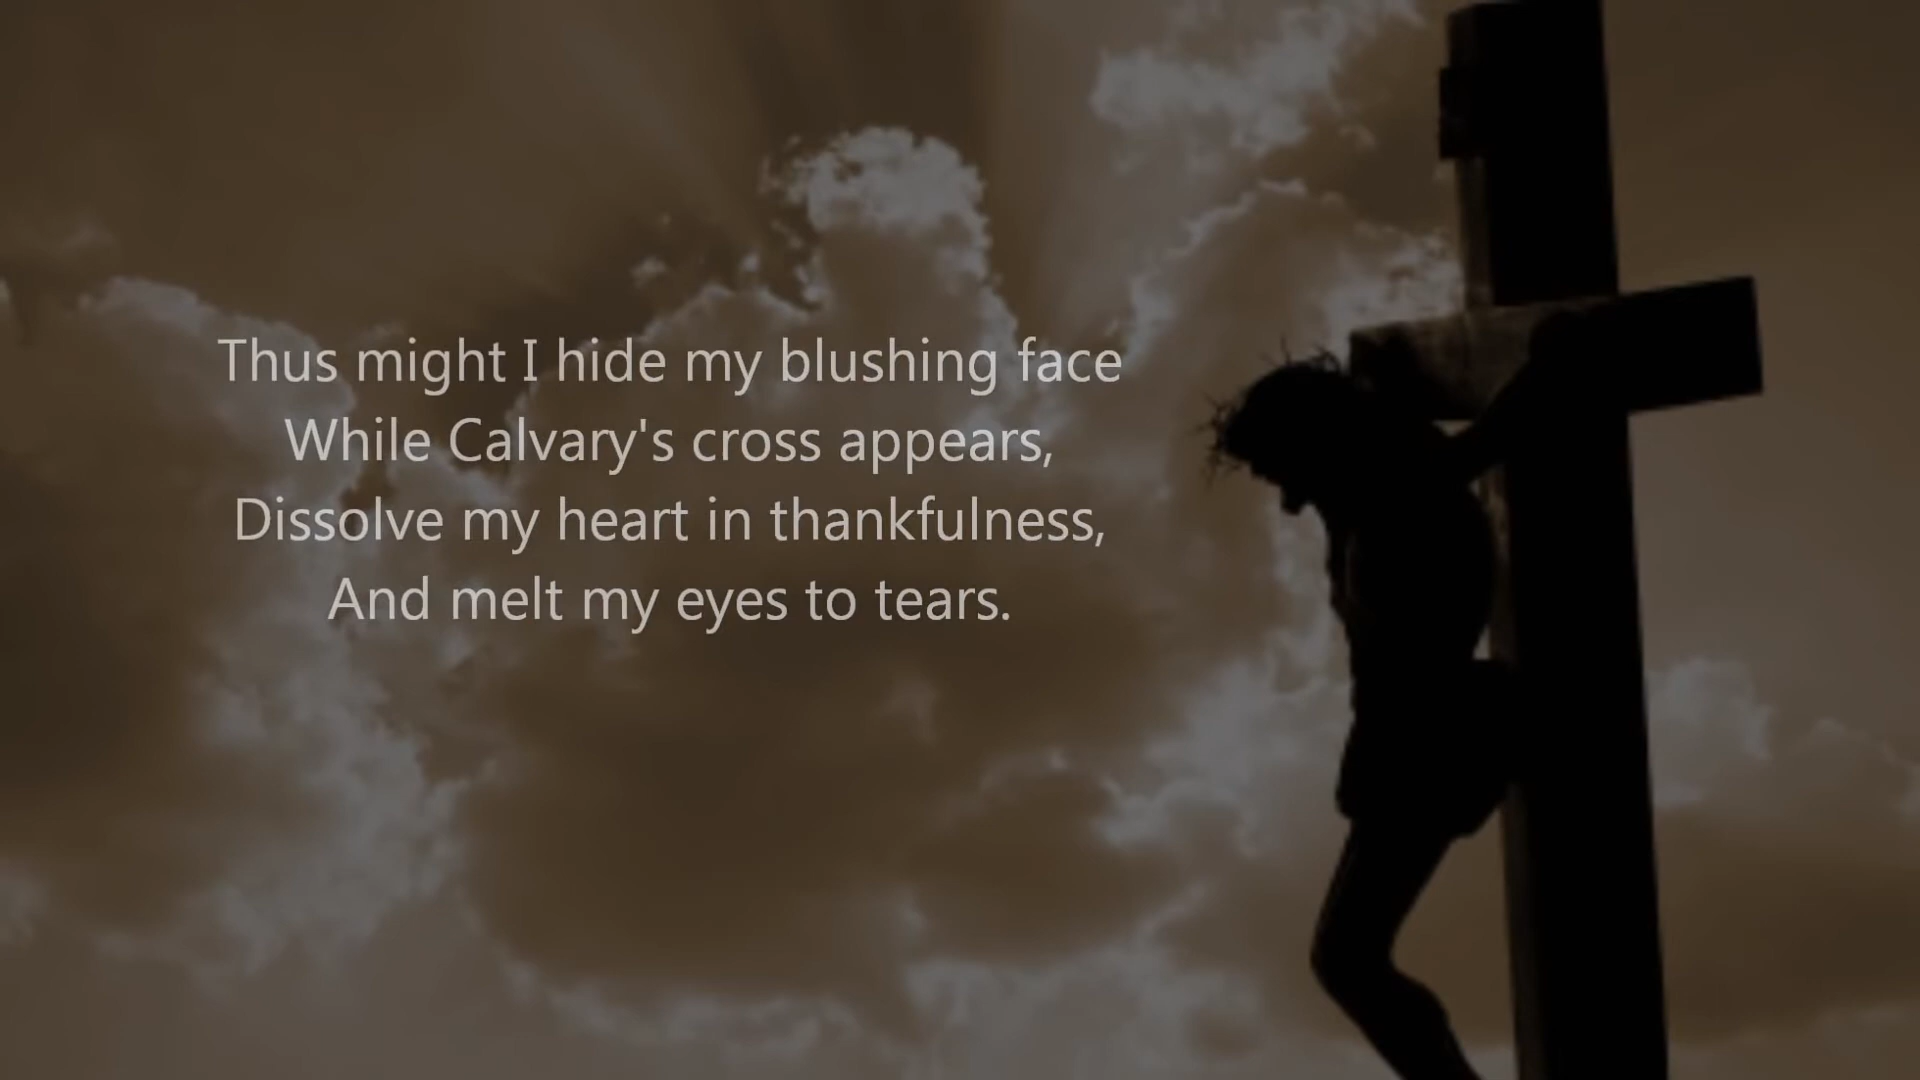 Thus might I hide my blushing face
While Calvary's cross appears,
Dissolve my heart in thankfulness,
And melt my eyes to tears.